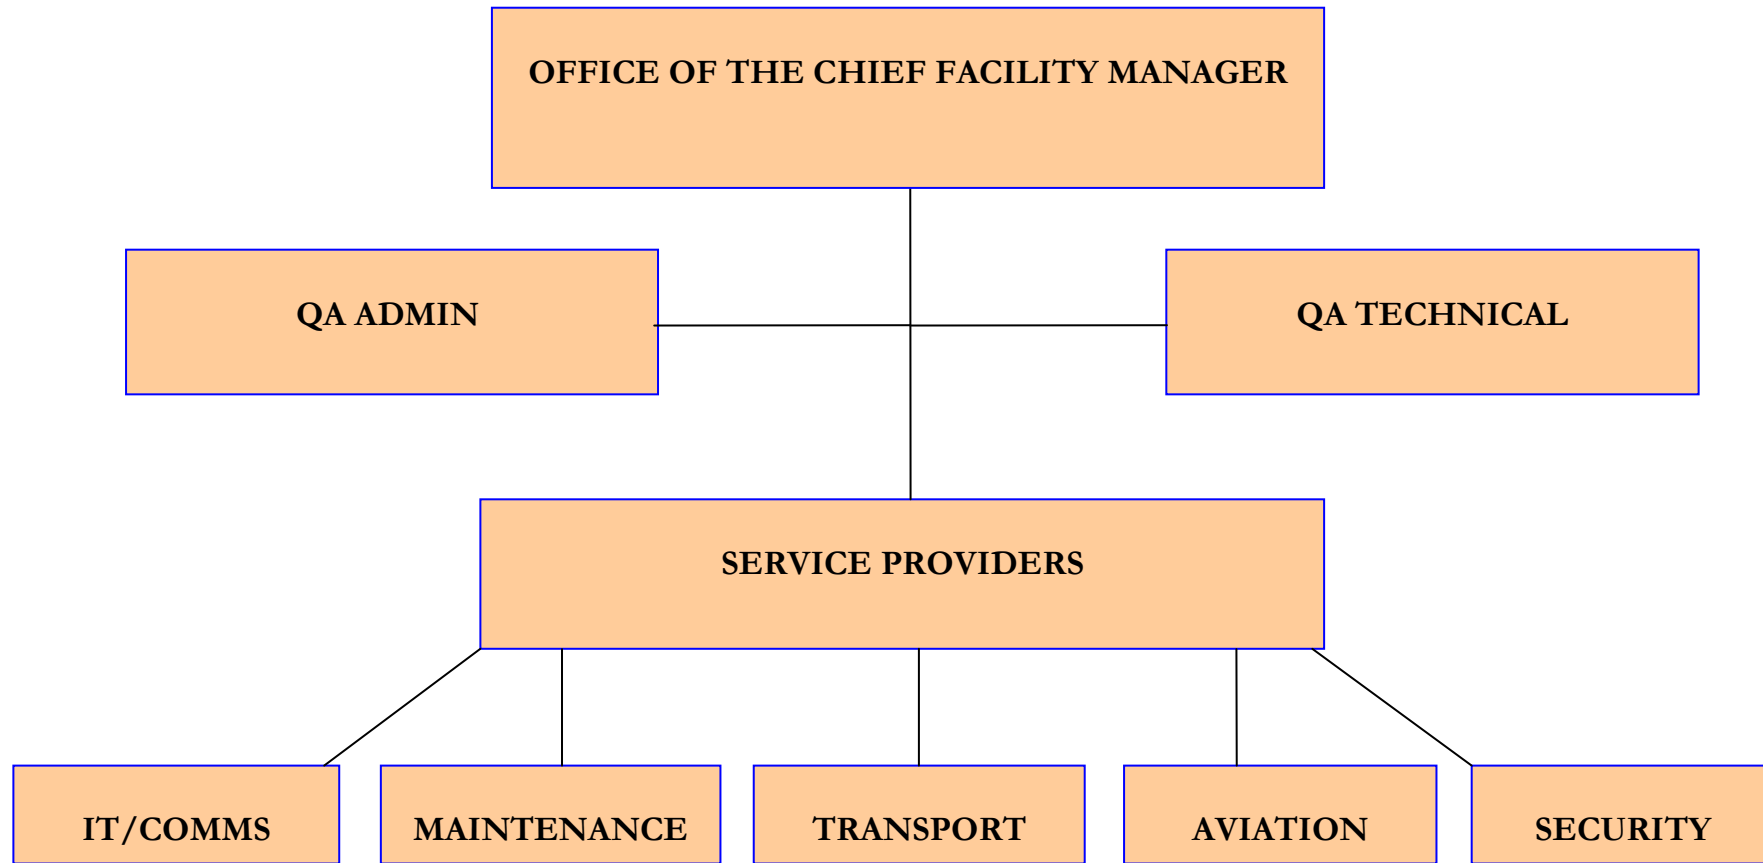 OFFICE OF THE CHIEF FACILITY MANAGER
QA ADMIN
QA TECHNICAL
SERVICE PROVIDERS
IT/COMMS
MAINTENANCE
TRANSPORT
AVIATION
SECURITY